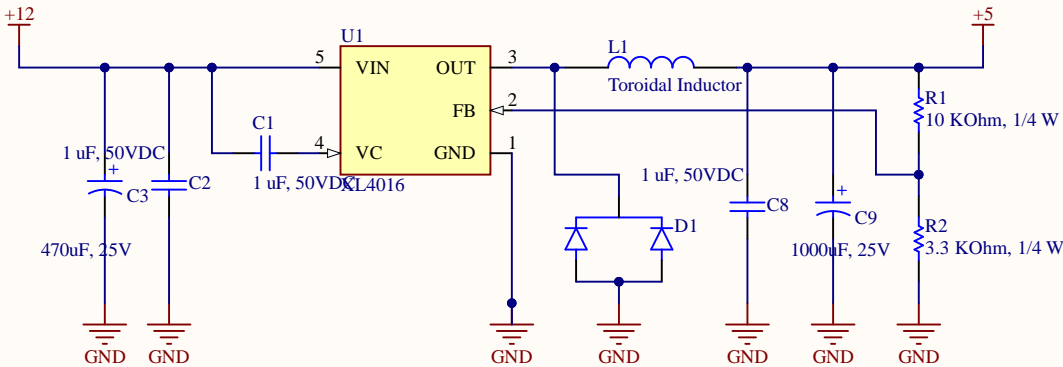 +12
+5
U1
L1
5
VIN
OUT
3
Toroidal Inductor
2
FB
R1
10 KOhm, 1/4 W
C1
4
VC
GND
1
1 uF, 50VDC
1 uF, 50VDC
XL4016
1 uF, 50VDC
+
C3
C2
+
C8
C9
D1
R2
3.3 KOhm, 1/4 W
470uF, 25V
1000uF, 25V
GND
GND
GND
GND
GND
GND
GND